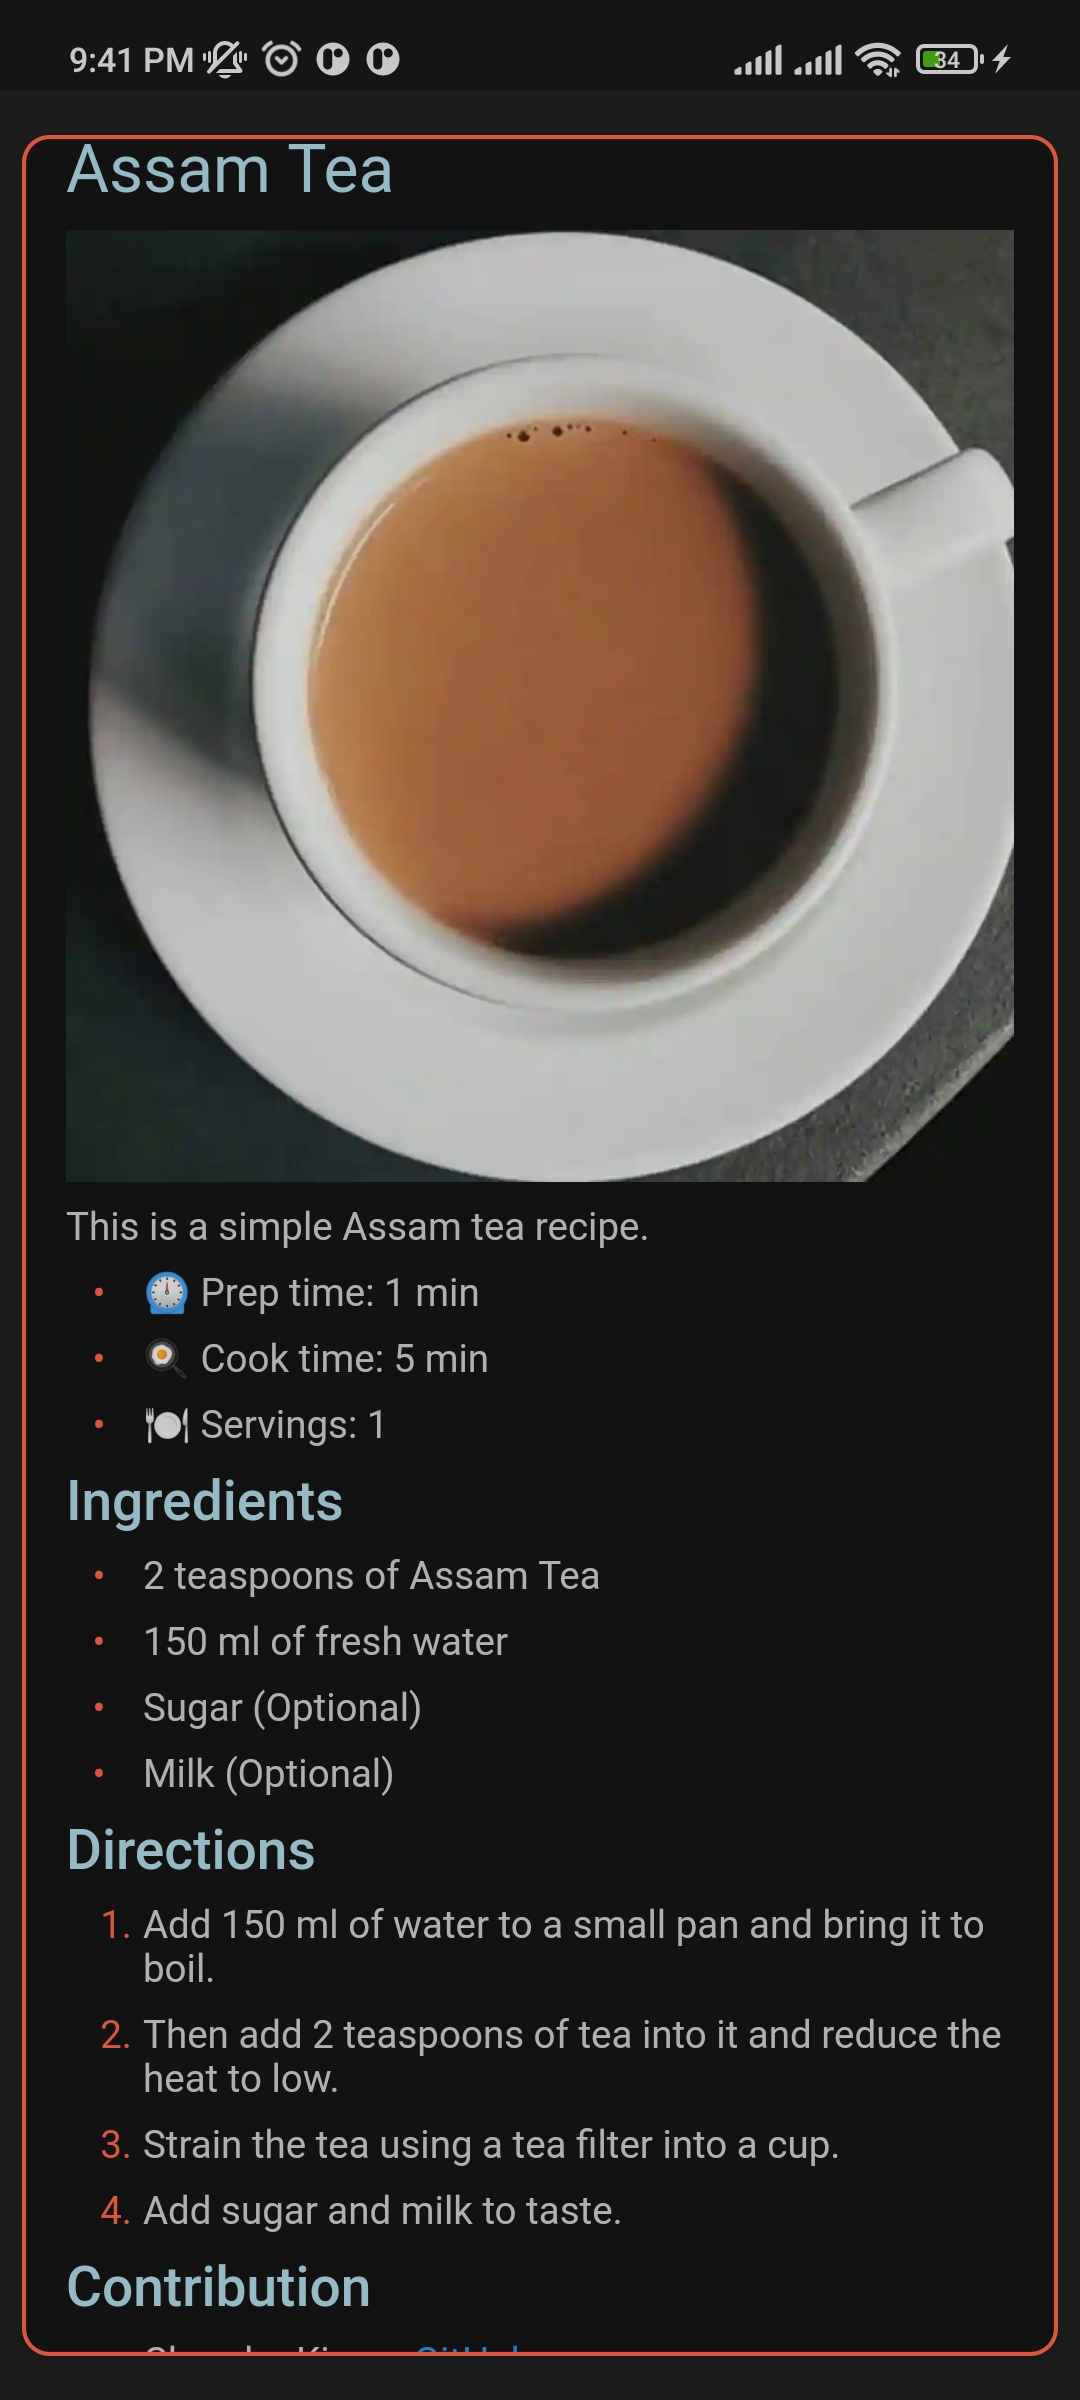 9:41 PM
34
Assam Tea
This is a simple Assam tea recipe.
• Prep time: 1 min
• Cook time: 5 min
• Servings: 1
Ingredients
• 2 teaspoons of Assam Tea
• 150 ml of fresh water
• Sugar (Optional)
• Milk (Optional)
Directions
1. Add 150 ml of water to a small pan and bring it to
boil.
2. Then add 2 teaspoons of tea into it and reduce the
heat to low.
3. Strain the tea using a tea filter into a cup.
4. Add sugar and milk to taste.
Contribution